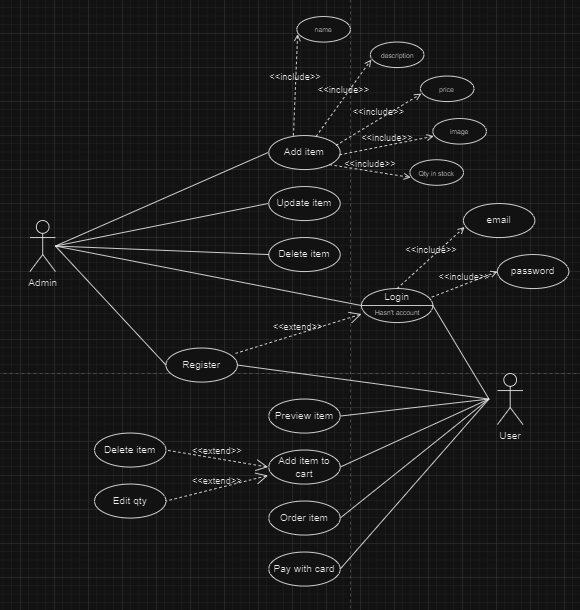 name
<<include>>
description
<<include>>
price
<<include>>
image
<<include>>
Add item
<<include>>
Qty in stock
Update item
email
Admin
Delete item
<<include>>
password
<<include>>
Login
Hasn't account
<<extend>>
Register
Preview item
User
Delete item
<<extend>>
Add item to
cart
<<extend>>
Edit qty
Order item
Pay with card